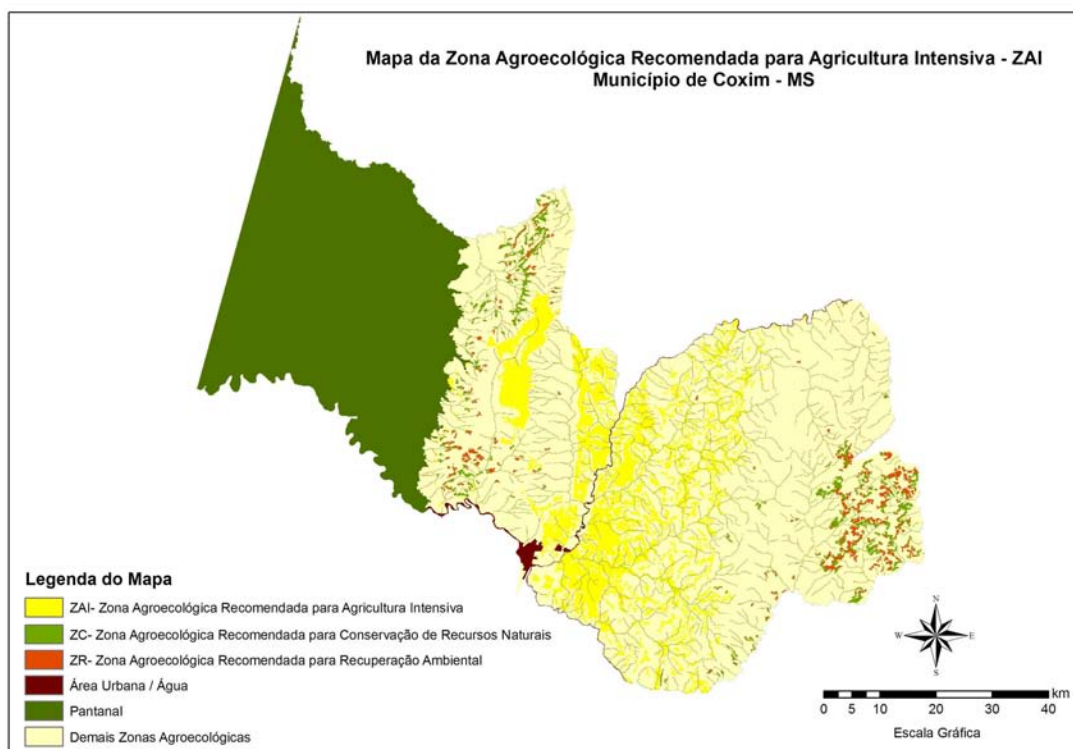 Mapa da Zona Agroecológica Recomendada para Agricultura Intensiva - ZAI
Município de Coxim - MS
Legenda do Mapa
ZAI- Zona Agroecológica Recomendada para Agricultura Intensiva
ZC- Zona Agroecológica Recomendada para Conservação de Recursos Naturais
ZR- Zona Agroecológica Recomendada para Recuperação Ambiental
Área Urbana / Água
Pantanal
Demais Zonas Agroecológicas
N
W E
S
km
0 5 10 20 30 40
Escala Gráfica